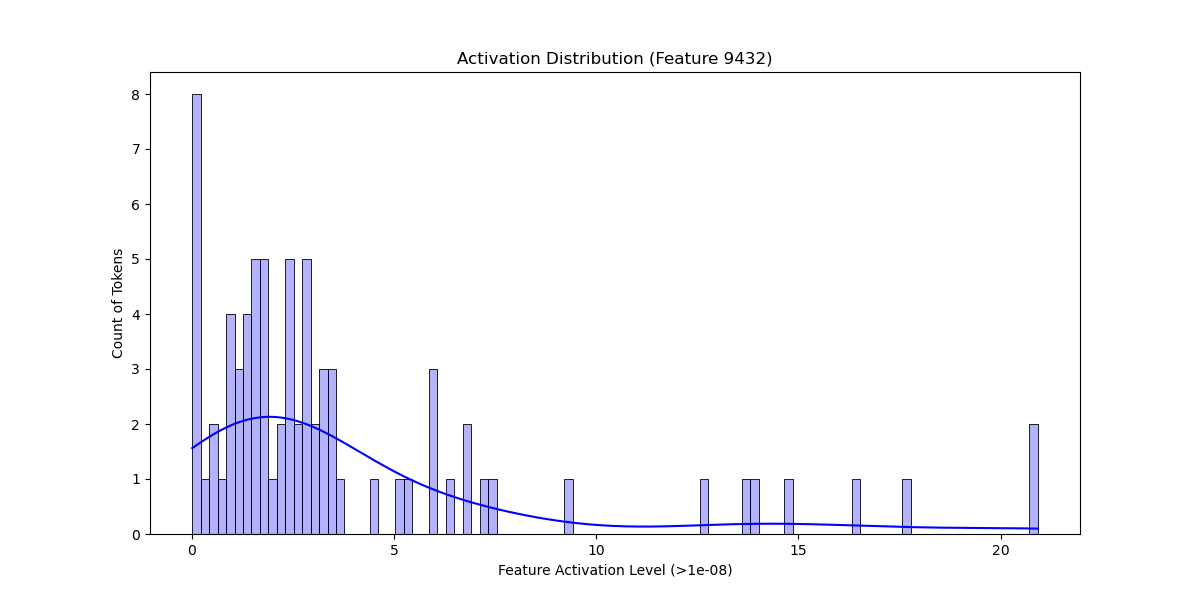 Activation Distribution (Feature 9432)
8
7
6
5
4
3
2
1
0
Count of Tokens
0 5 10 15 20
Feature Activation Level (>1e-08)